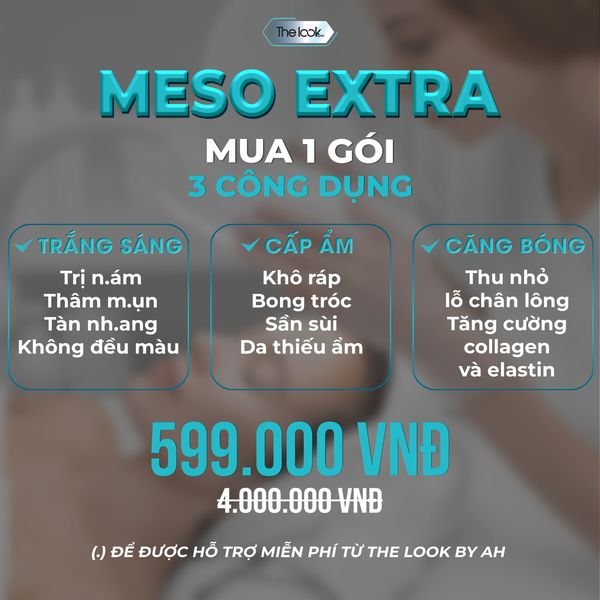 The look
MESO EXTRA
MUA 1 GÓI
3 CÔNG DỤNG
TRẮNG SÁNG
Trị n.ám
Thâm m.ụn
Tàn nh.ang
Không đều màu
CẤP ẨM
Khô ráp
Bong tróc
Sần sùi
Da thiếu ẩm
CĂNG BÓNG
Thu nhỏ
lỗ chân lông
Tăng cường
collagen
và elastin
599.000 VNĐ
4.000.000 VNĐ
(.) ĐỂ ĐƯỢC HỖ TRỢ MIỄN PHÍ TỪ THE LOOK BY AH